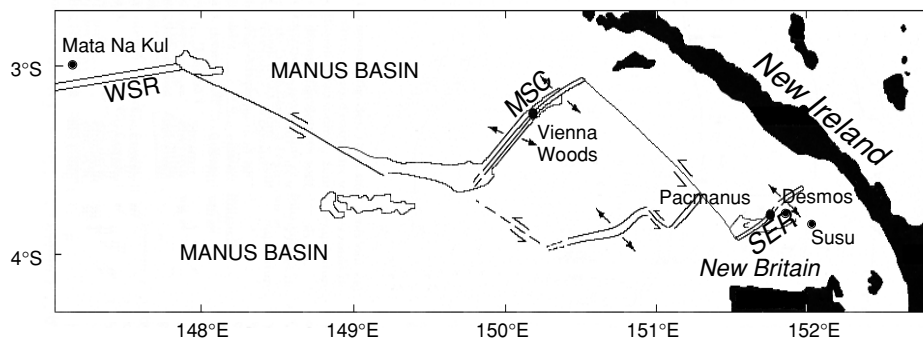 Mata Na Kul
3°S
WSR
MANUS BASIN
MSC
Vienna
Woods
New Ireland
Pacmanus
Desmos
SER
Susu
MANUS BASIN
4°S
New Britain
148°E
149°E
150°E
151°E
152°E